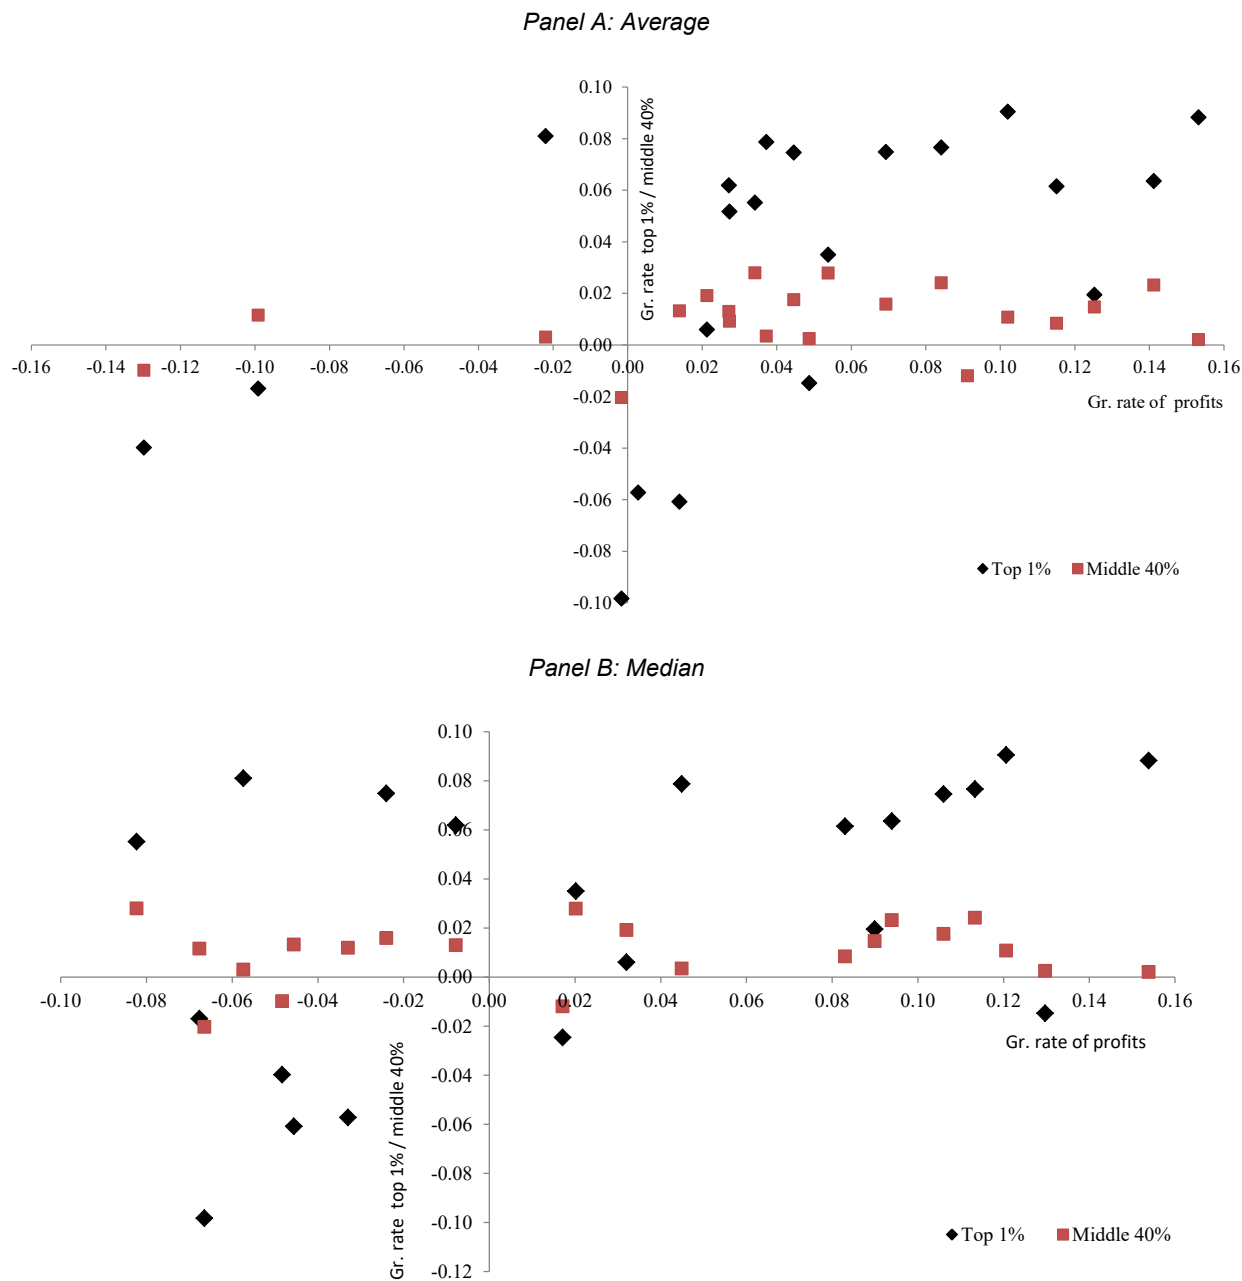 Panel A: Average
0.10
0.08
0.06
0.04
0.02
0.00
-0.02
-0.04
-0.06
-0.08
-0.10
Gr. rate top 1% / middle 40%
-0.16 -0.14 -0.12 -0.10 -0.08 -0.06 -0.04 -0.02 0.00 0.02 0.04 0.06 0.08 0.10 0.12 0.14 0.16
Gr. rate of profits
Top 1% Middle 40%
Panel B: Median
0.10
0.08
0.06
0.04
0.02
0.00
-0.02
-0.04
-0.06
-0.08
-0.10
-0.12
-0.10 -0.08 -0.06 -0.04 -0.02 0.00 0.02 0.04 0.06 0.08 0.10 0.12 0.14 0.16
Gr. rate of profits
Gr. rate top 1% / middle 40%
Top 1% Middle 40%